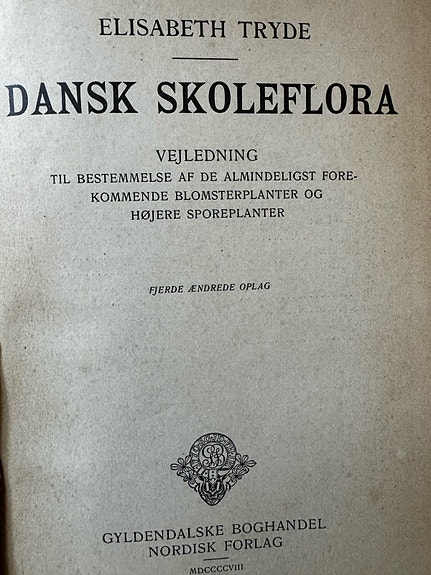 ELISABETH TRYDE
DANSK SKOLEFLORA
VEJLEDNING
TIL BESTEMMELSE AF DE ALMINDELIGST FORE-
KOMMENDE BLOMSTERPLANTER OG
HØJERE SPOREPLANTER
FJERDE ÆNDREDE OPLAG
GYLDENDALSKE BOGHANDEL
NORDISK FORLAG
MDCCCCVIII